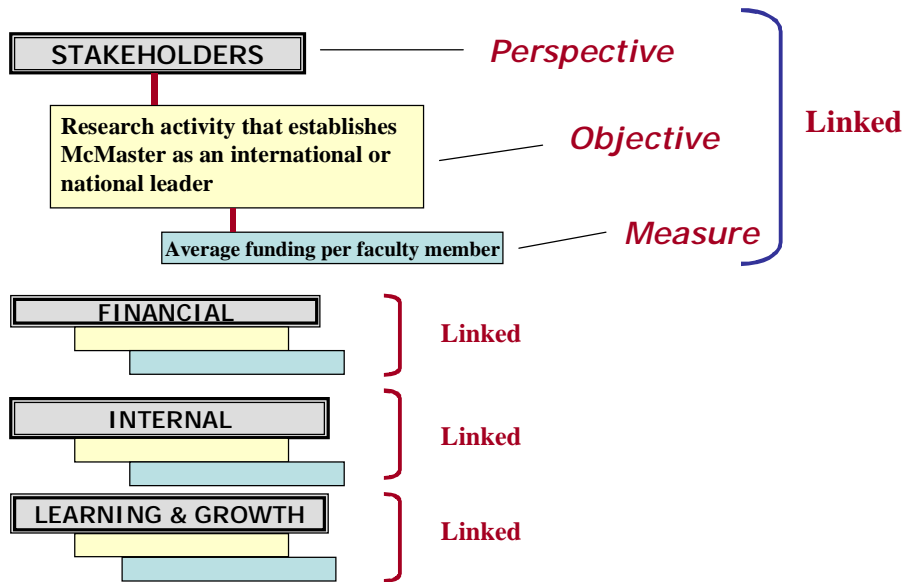 STAKEHOLDERS
Perspective
Research activity that establishes
McMaster as an international or
national leader
Objective
Linked
Average funding per faculty member
Measure
FINANCIAL
Linked
INTERNAL
Linked
LEARNING & GROWTH
Linked